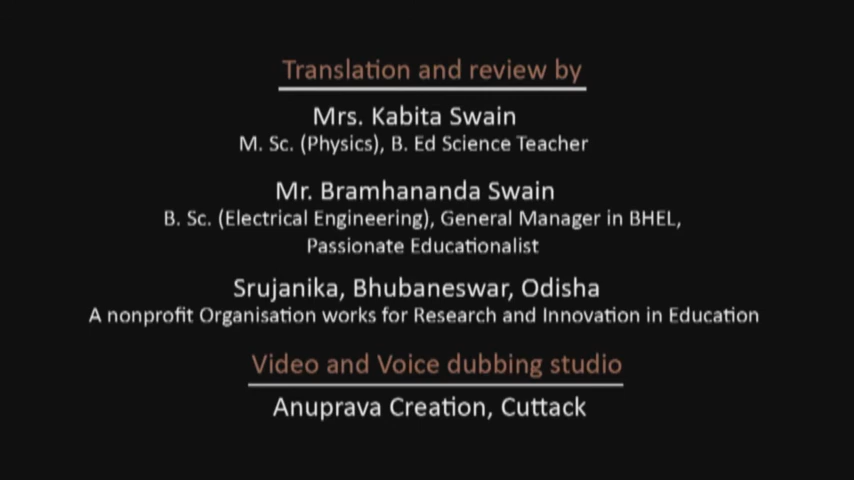 Translation and review by
Mrs. Kabita Swain
M. Sc. (Physics), B. Ed Science Teacher
Mr. Bramhananda Swain
B. Sc. (Electrical Engineering), General Manager in BHEL,
Passionate Educationalist
Srujanika, Bhubaneswar, Odisha
A nonprofit Organisation works for Research and Innovation in Education
Video and Voice dubbing studio
Anuprava Creation, Cuttack